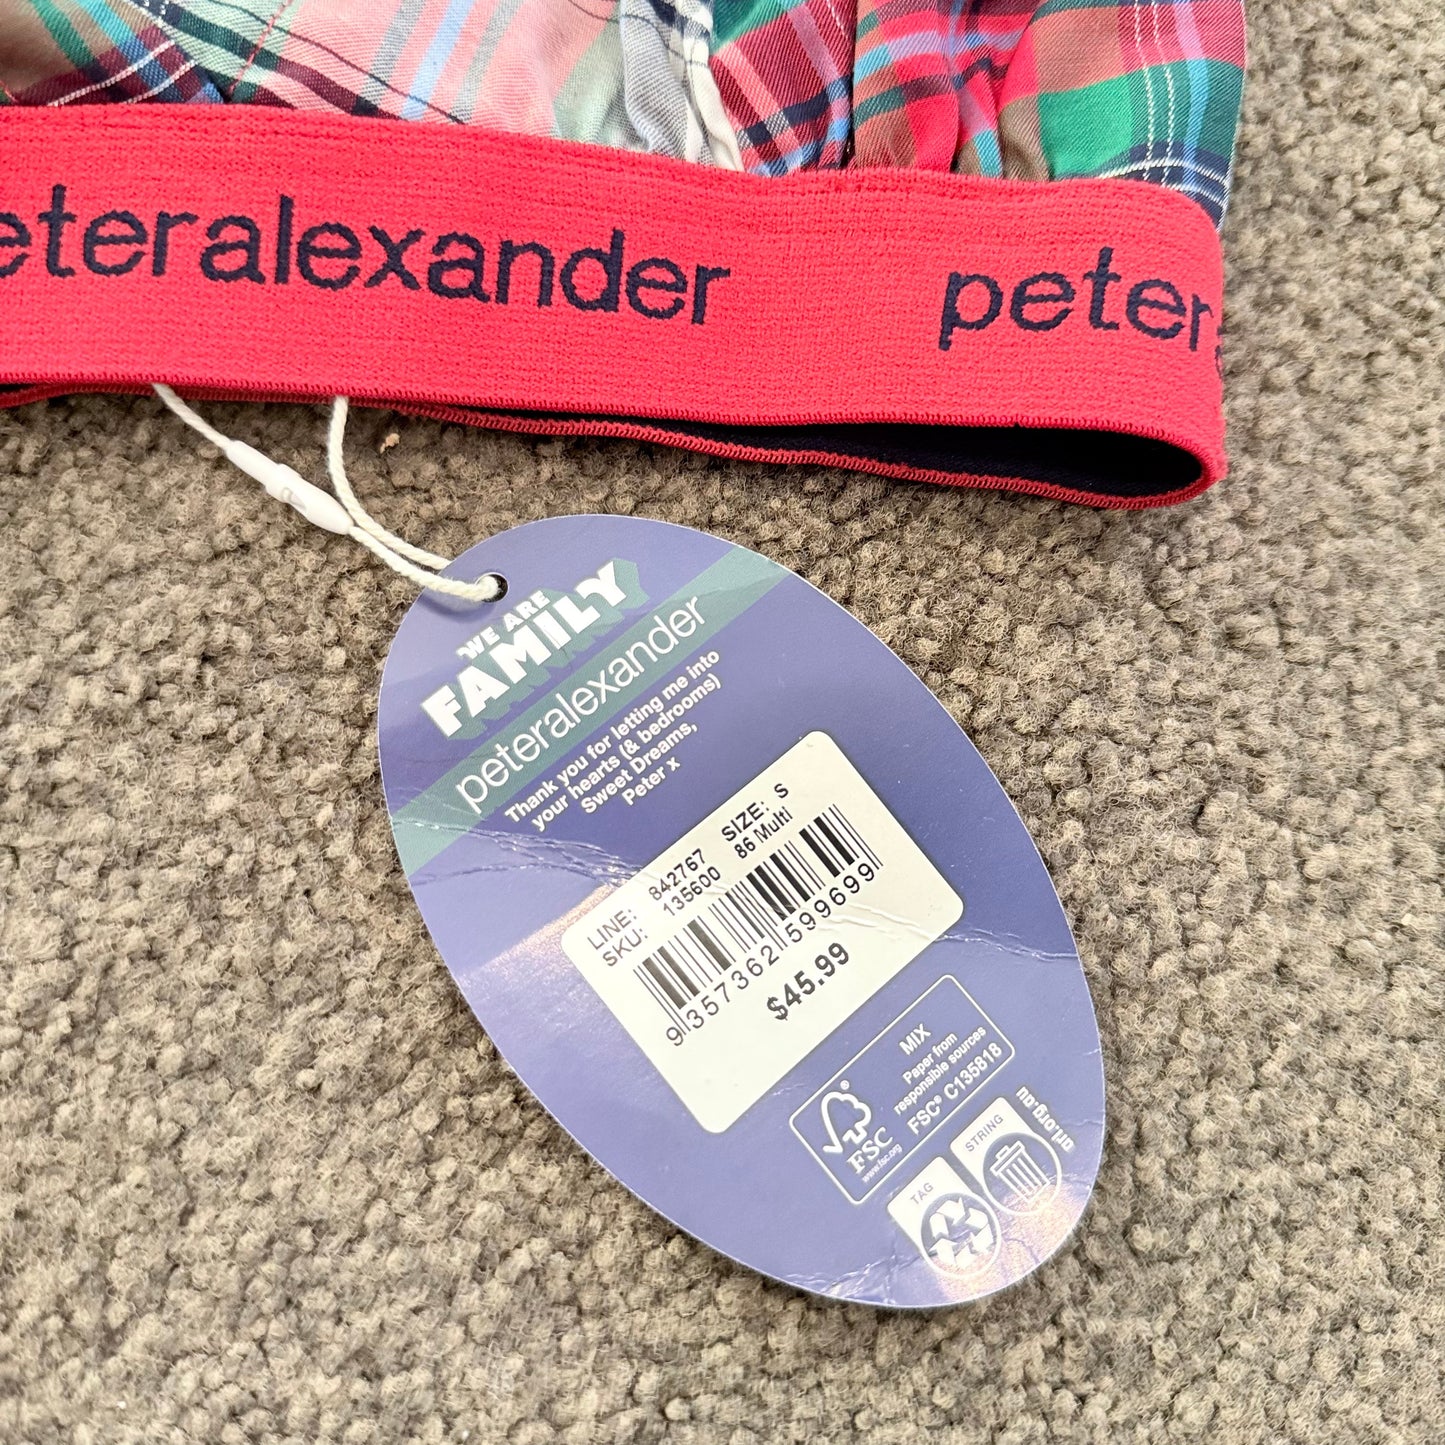 eteralexander
peter
WE ARE
FAMILY
peteralexander
Thank you for letting me into
your hearts (& bedrooms)
Sweet Dreams,
Peter x
LINE: 842767 SIZE: S
SKU: 135600 86 Multi
9 357362 599699
$45.99
MIX
Paper from
responsible sources
FSC® C135818
FSC
www.fsc.org
TAG
STRING
arl.org.au